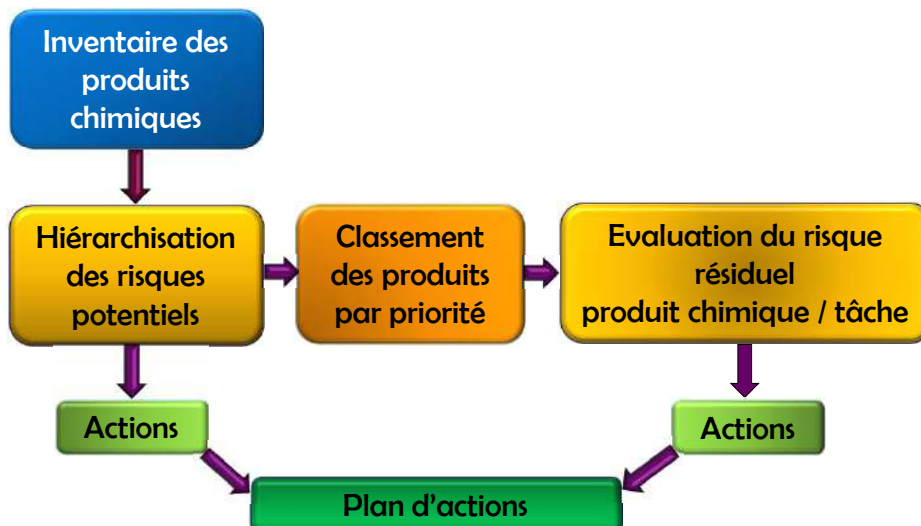 Inventaire des
produits
chimiques
Hiérarchisation
des risques
potentiels
Classement
des produits
par priorité
Evaluation du risque
résiduel
produit chimique / tâche
Actions
Actions
Plan d'actions